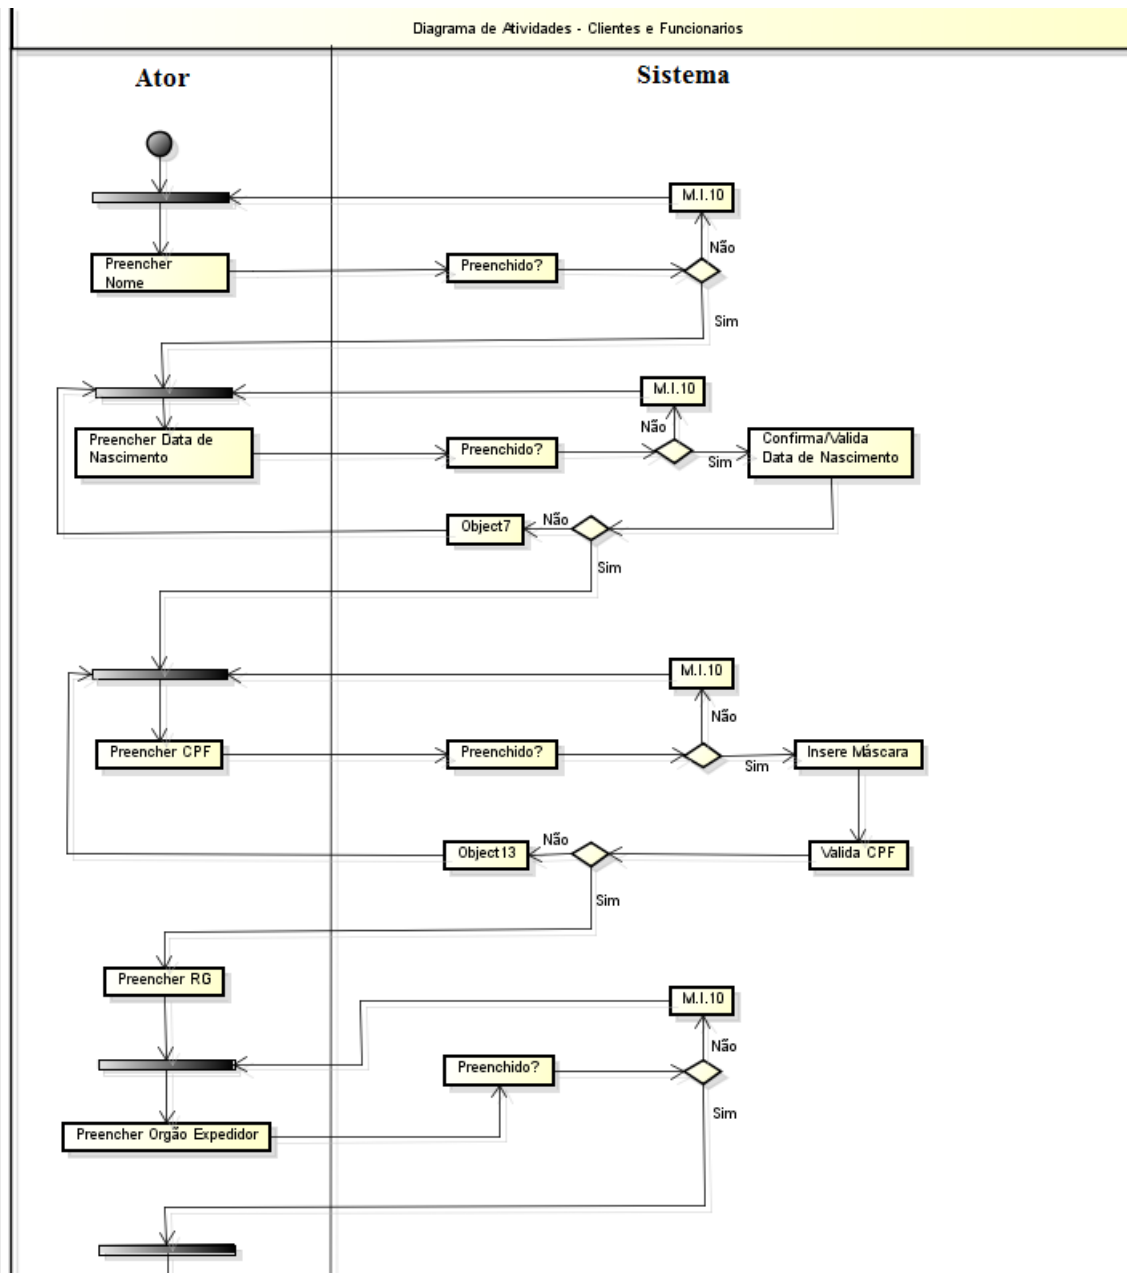 Diagrama de Atividades - Clientes e Funcionarios
Ator
Sistema
M.I.10
Não
Preencher
Nome
Preenchido?
Sim
M.I.10
Não
Preencher Data de
Nascimento
Preenchido?
Sim
Confirma/Valida
Data de Nascimento
Object7
Não
Sim
M.I.10
Não
Preencher CPF
Preenchido?
Sim
Insere Máscara
Object13
Não
Valida CPF
Sim
Preencher RG
M.I.10
Não
Preenchido?
Sim
Preencher Orgão Expedidor